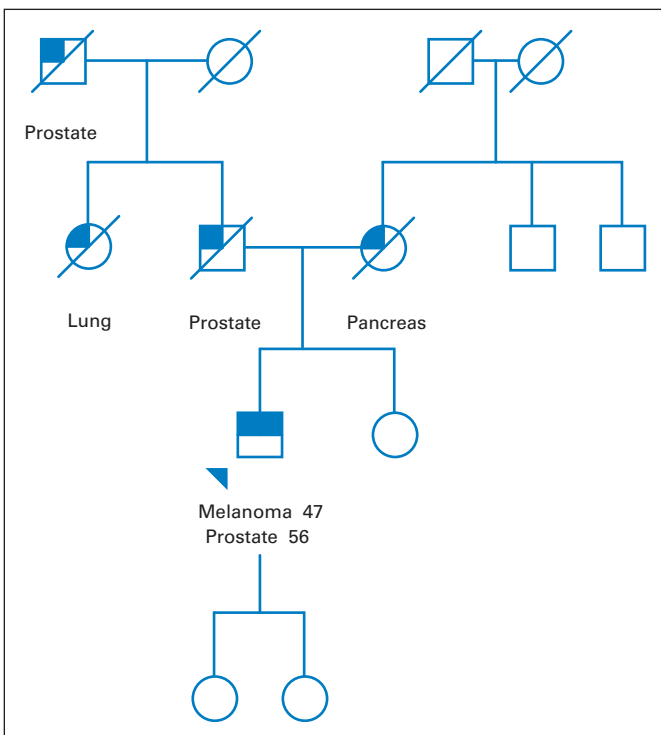 Prostate
Lung
Prostate
Pancreas
Melanoma 47
Prostate 56